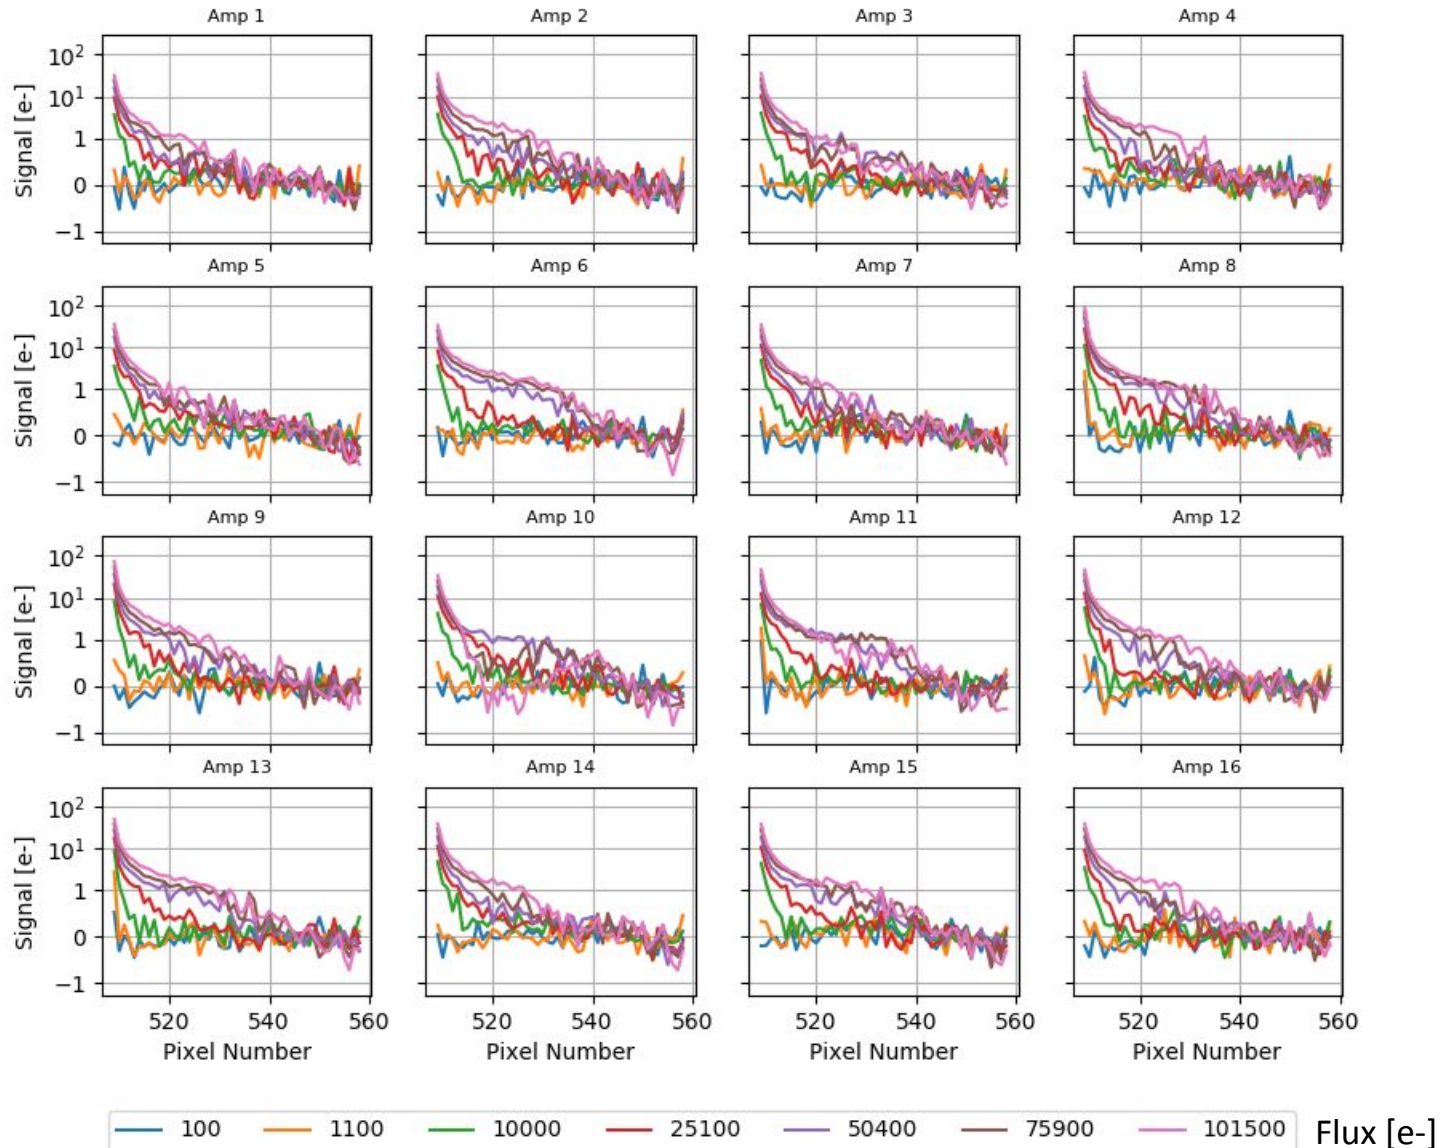 Amp 1 Amp 2 Amp 3 Amp 4
10² 10¹ 1 0 −1
Signal [e-]
Amp 5 Amp 6 Amp 7 Amp 8
10² 10¹ 1 0 −1
Signal [e-]
Amp 9 Amp 10 Amp 11 Amp 12
10² 10¹ 1 0 −1
Signal [e-]
Amp 13 Amp 14 Amp 15 Amp 16
10² 10¹ 1 0 −1
Signal [e-]
520 540 560 520 540 560 520 540 560 520 540 560
Pixel Number Pixel Number Pixel Number Pixel Number
100 1100 10000 25100 50400 75900 101500 Flux [e-]